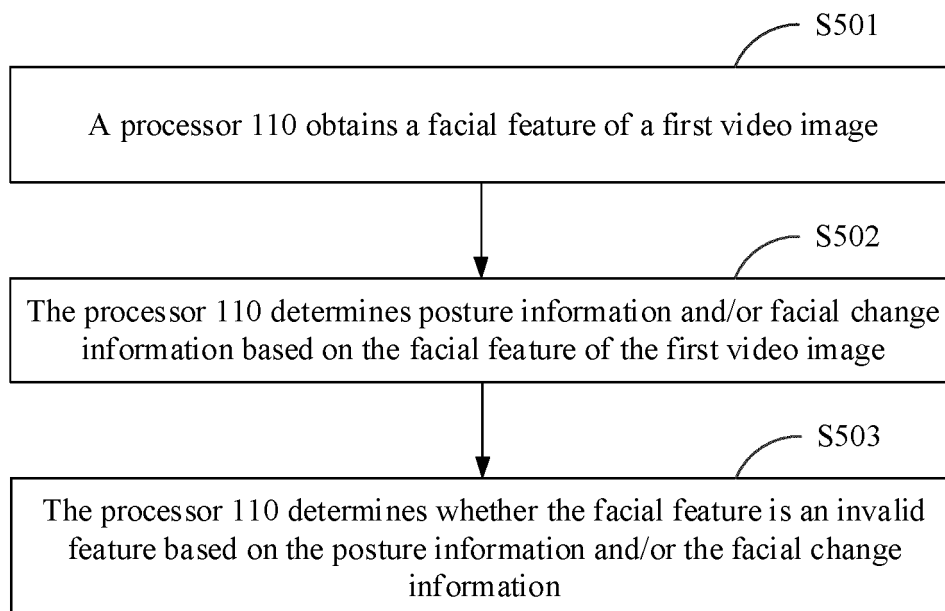 S501
A processor 110 obtains a facial feature of a first video image
S502
The processor 110 determines posture information and/or facial change
information based on the facial feature of the first video image
S503
The processor 110 determines whether the facial feature is an invalid
feature based on the posture information and/or the facial change
information